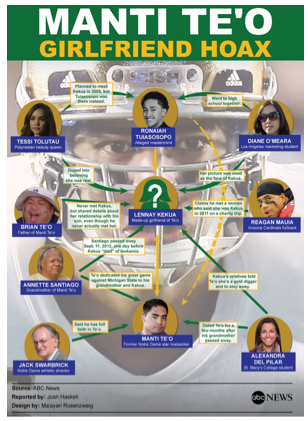 MANTI TE'O
GIRLFRIEND HOAX
Planned to meet
Kekua in 2008, but
Tuiasosopo was
there instead.
Went to high
school together.
TESSI TOLUTAU
Polynesian beauty queen
RONAIAH
TUIASOSOPO
Alleged mastermind
DIANE O'MEARA
Los Angeles marketing student
Duped into
believing
she was real.
Her picture was used
as the face of Kekua.
?
Never met Kekua,
but shared details about
her relationship with his
son, even though he
never actually met her.
Claims he met a woman
who said she was Kekua
in 2011 on a charity trip.
BRIAN TE'O
Father of Manti Te'o
LENNAY KEKUA
Made-up girlfriend of Te'o
REAGAN MAUIA
Arizona Cardinals fullback
Santiago passed away
Sept. 11, 2012, one day before
Kekua "died" of leukemia.
ANNETTE SANTIAGO
Grandmother of Manti Te'o
Te'o dedicated his great game
against Michigan State to his
grandmother and Kekua.
Kekua's relatives told
Te'o she's a gold digger
and to stay away.
Said he has full
faith in Te'o.
Dated Te'o for a
few months after his
grandmother
passed away.
JACK SWARBRICK
Notre Dame athletic director
MANTI TE'O
Former Notre Dame star linebacker
ALEXANDRA
DEL PILAR
St. Mary's College student
Source: ABC News
Reported by: Josh Haskell
Design by: Ma'ayan Rosenzweig
abc NEWS
adidas